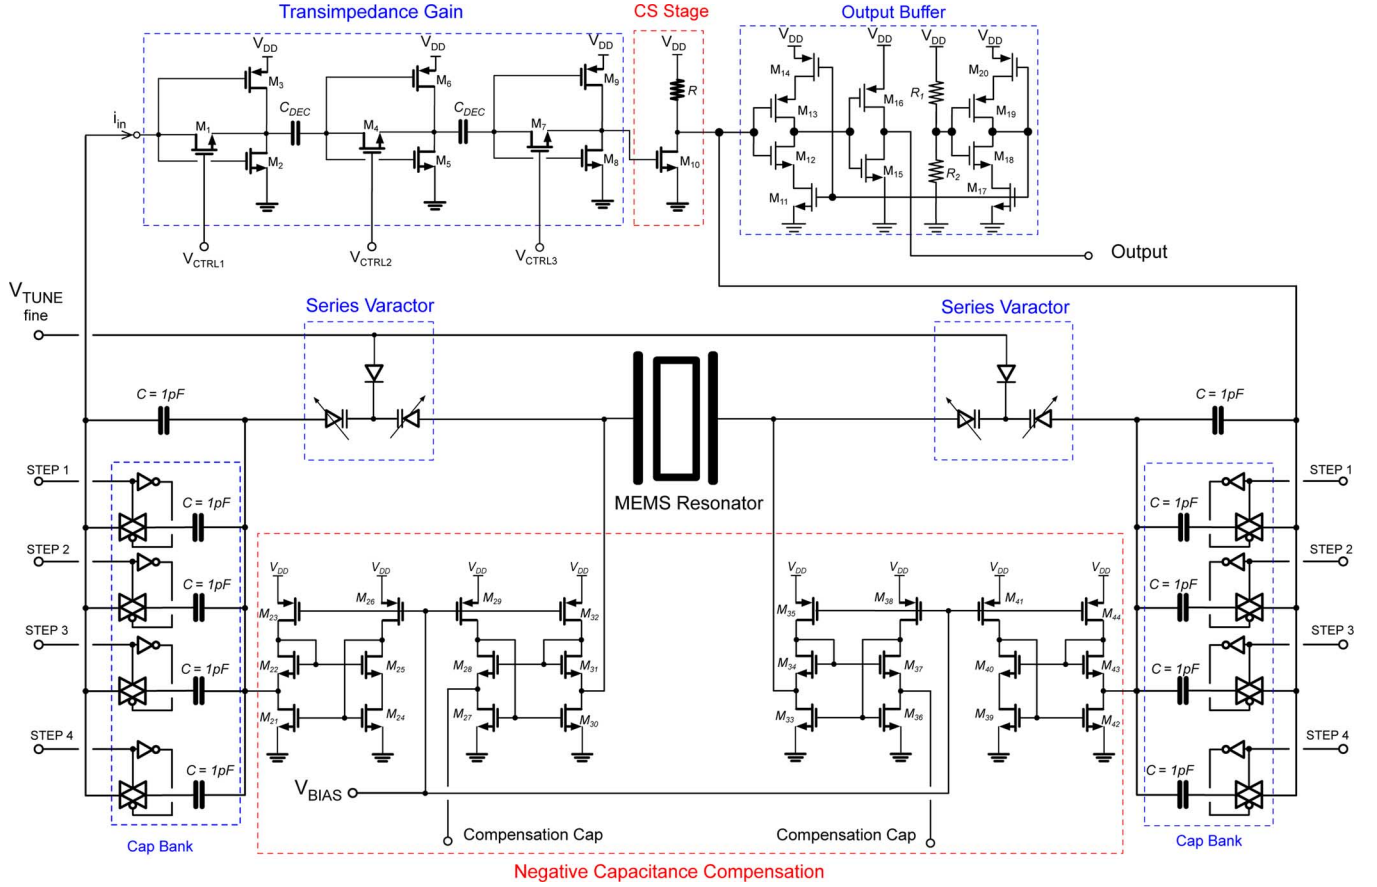 Transimpedance Gain
CS Stage
Output Buffer
VDD
VDD
VDD
VDD
VDD
VDD
VDD
VDD
M3
M6
M9
M14
M20
CDEC
CDEC
R
R1
M13
M16
M19
iin
M1
M4
M7
M2
M5
M8
M10
M12
M15
M18
R2
M11
M17
VCTRL1
VCTRL2
VCTRL3
Output
VTUNE
fine
Series Varactor
Series Varactor
C = 1pF
C = 1pF
MEMS Resonator
STEP 1
STEP 1
C = 1pF
C = 1pF
STEP 2
STEP 2
C = 1pF
C = 1pF
STEP 3
STEP 3
C = 1pF
C = 1pF
STEP 4
STEP 4
C = 1pF
C = 1pF
VDD
VDD
VDD
VDD
VDD
VDD
VDD
VDD
M23
M26
M29
M32
M35
M38
M41
M44
M22
M25
M28
M31
M34
M37
M40
M43
M21
M24
M27
M30
M33
M36
M39
M42
VBIAS
Compensation Cap
Compensation Cap
Cap Bank
Cap Bank
Negative Capacitance Compensation